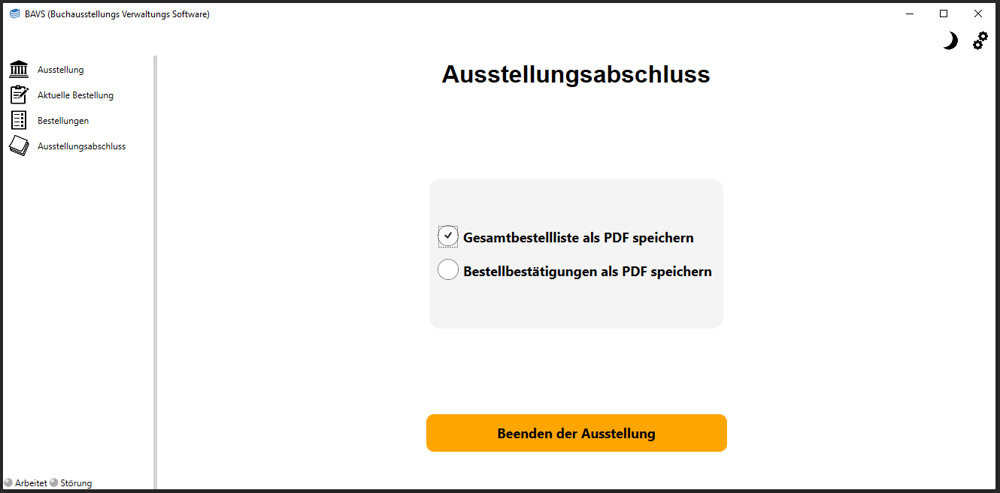 BAVS (Buchausstellungs Verwaltungs Software)
Ausstellung
Aktuelle Bestellung
Bestellungen
Ausstellungsabschluss
Ausstellungsabschluss
Gesamtbestellliste als PDF speichern
Bestellbestätigungen als PDF speichern
Beenden der Ausstellung
Arbeitet Störung